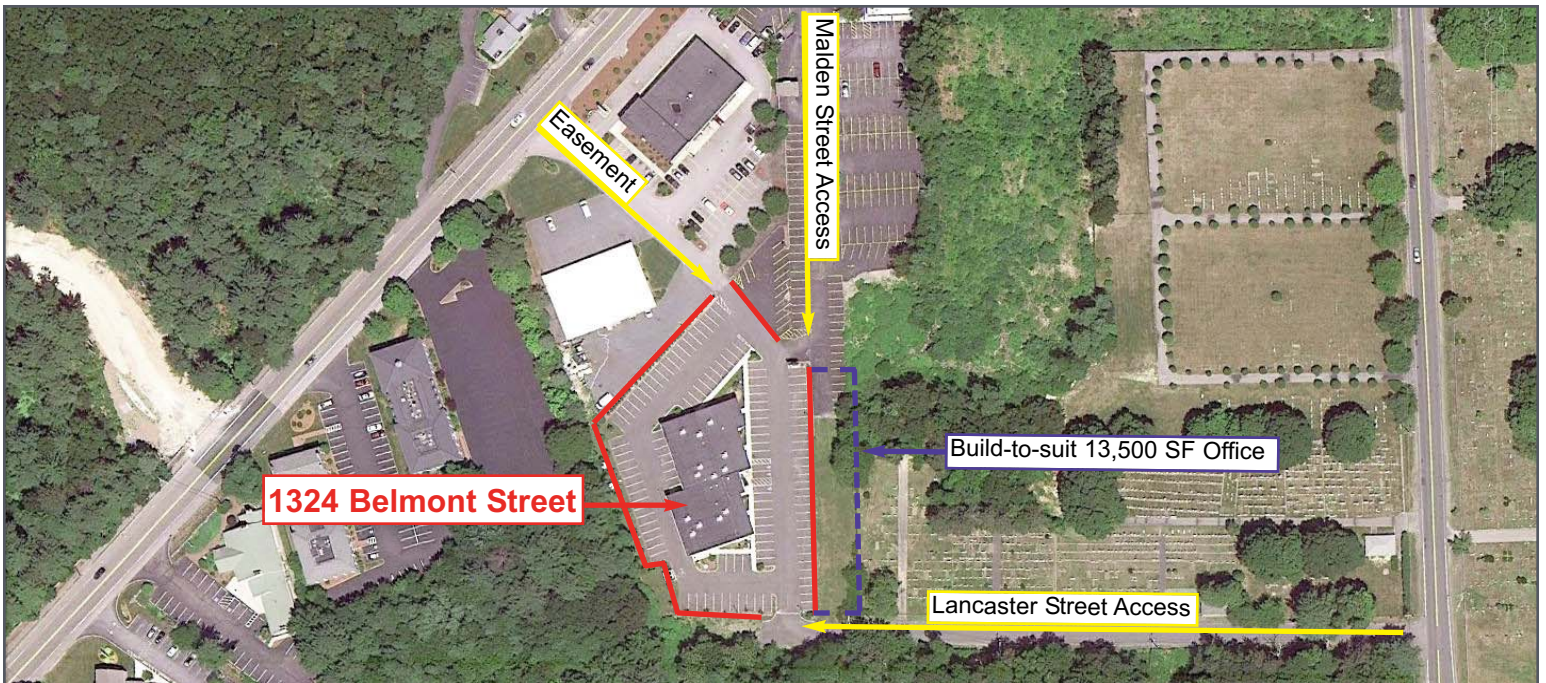 Easement
Malden Street Access
Build-to-suit 13,500 SF Office
1324 Belmont Street
Lancaster Street Access